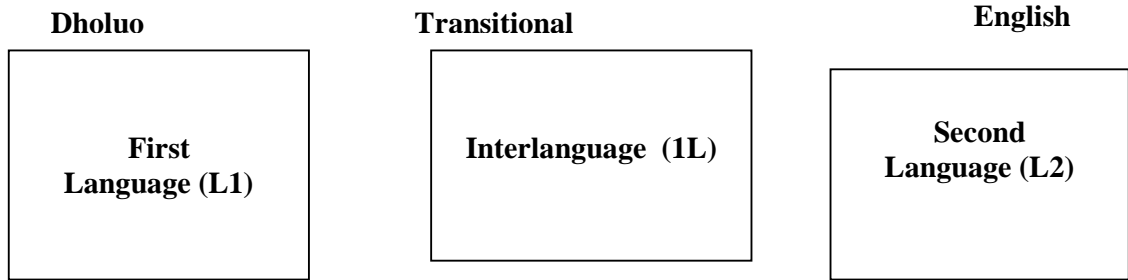 Dholuo
Transitional
English
First
Language (L1)
Interlanguage (1L)
Second
Language (L2)